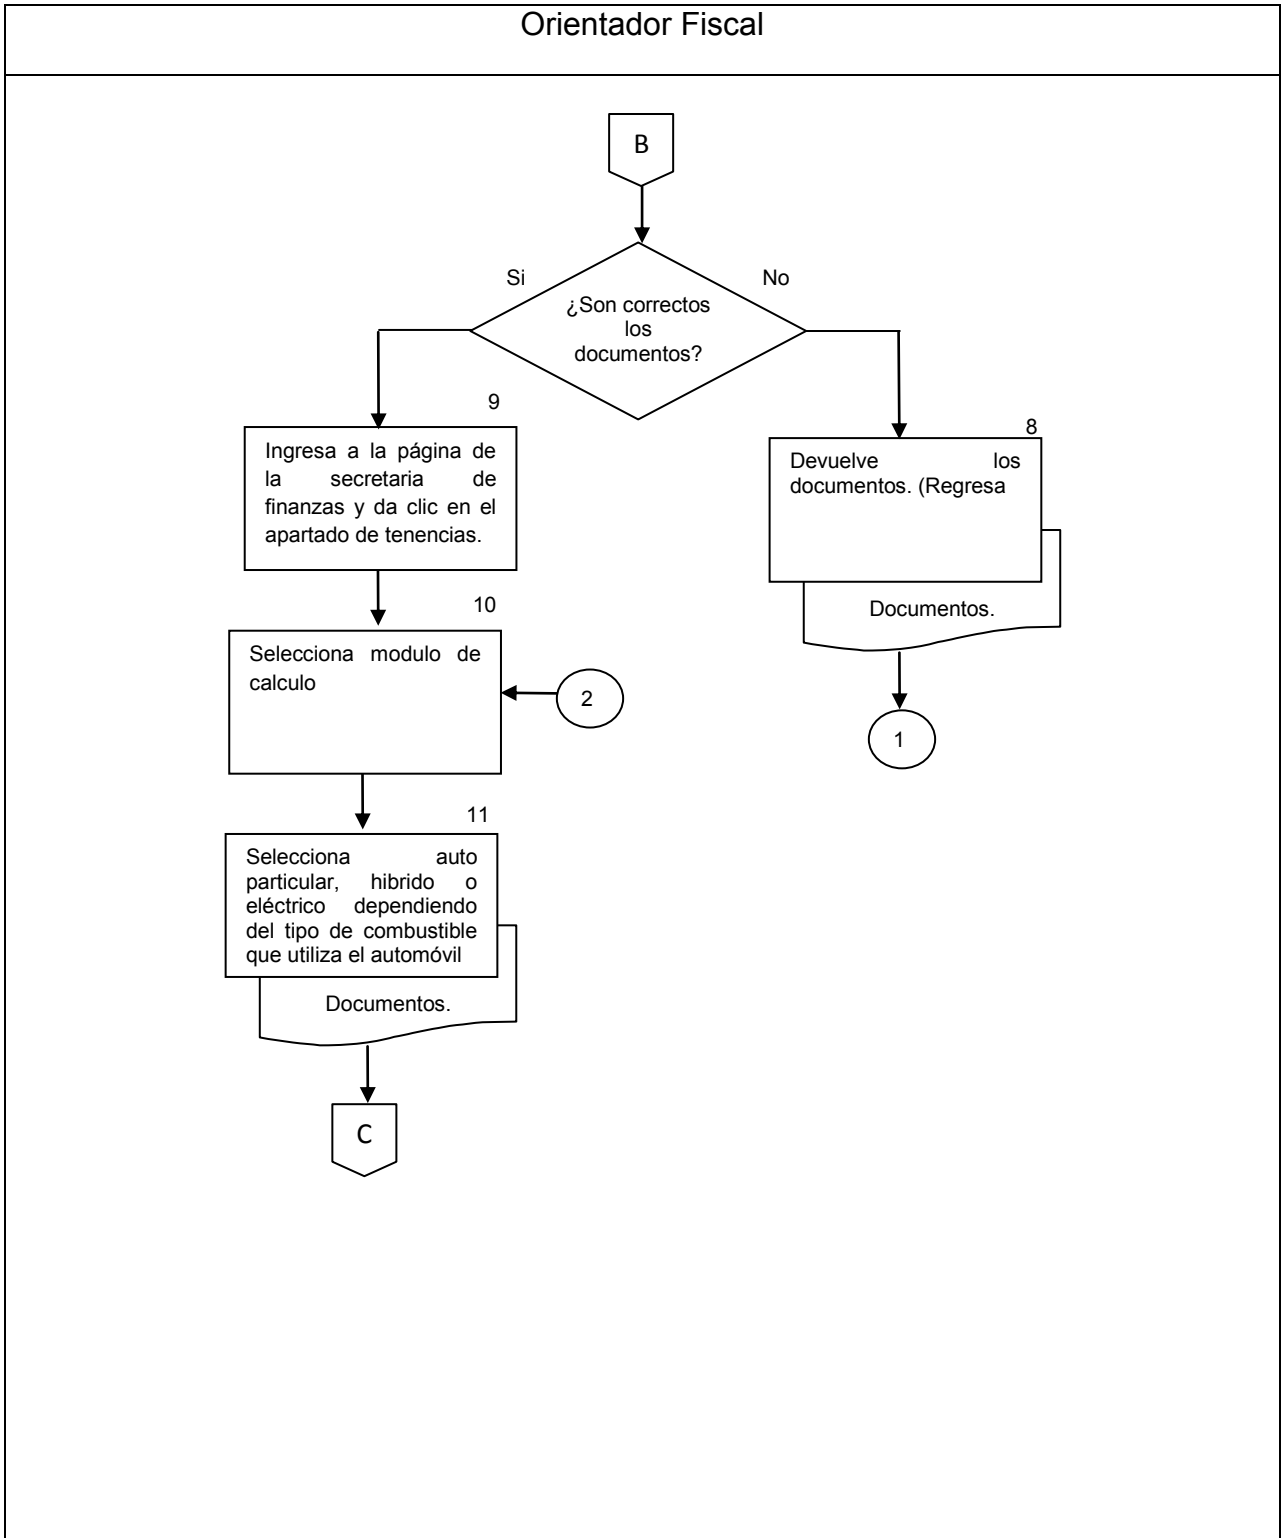 Orientador Fiscal
B
Si
No
¿Son correctos
los
documentos?
9
Ingresa a la página de
la secretaria de
finanzas y da clic en el
apartado de tenencias.
8
Devuelve los
documentos. (Regresa
Documentos.
1
10
Selecciona modulo de
calculo
2
11
Selecciona auto
particular, hibrido o
eléctrico dependiendo
del tipo de combustible
que utiliza el automóvil
Documentos.
C